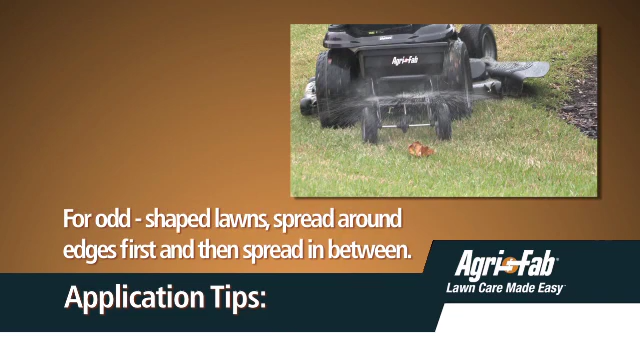 Agri-Fab
For odd - shaped lawns, spread around
edges first and then spread in between.
Agri-Fab®
Lawn Care Made Easy™
Application Tips: